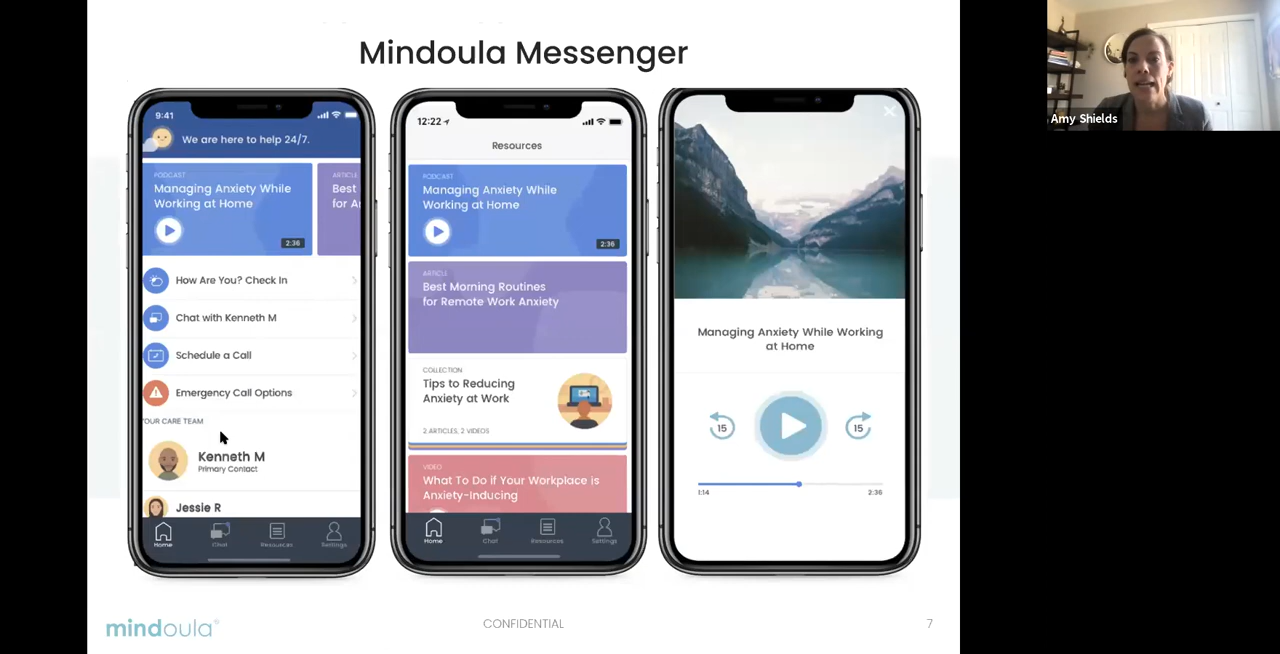 Mindoula Messenger
9:41
We are here to help 24/7.
PODCAST
Managing Anxiety While
Working at Home
2:36
ARTICLE
Best
for A
How Are You? Check In
Chat with Kenneth M
Schedule a Call
Emergency Call Options
YOUR CARE TEAM
Kenneth M
Primary Contact
Jessie R
Home
Chat
Resources
Settings
12:22
Resources
PODCAST
Managing Anxiety While
Working at Home
2:36
ARTICLE
Best Morning Routines
for Remote Work Anxiety
COLLECTION
Tips to Reducing
Anxiety at Work
2 ARTICLES, 2 VIDEOS
VIDEO
What To Do if Your Workplace is
Anxiety-Inducing
Home
Chat
Resources
Settings
Managing Anxiety While Working
at Home
15
15
1:14
2:36
mindoula®
CONFIDENTIAL
7
Amy Shields